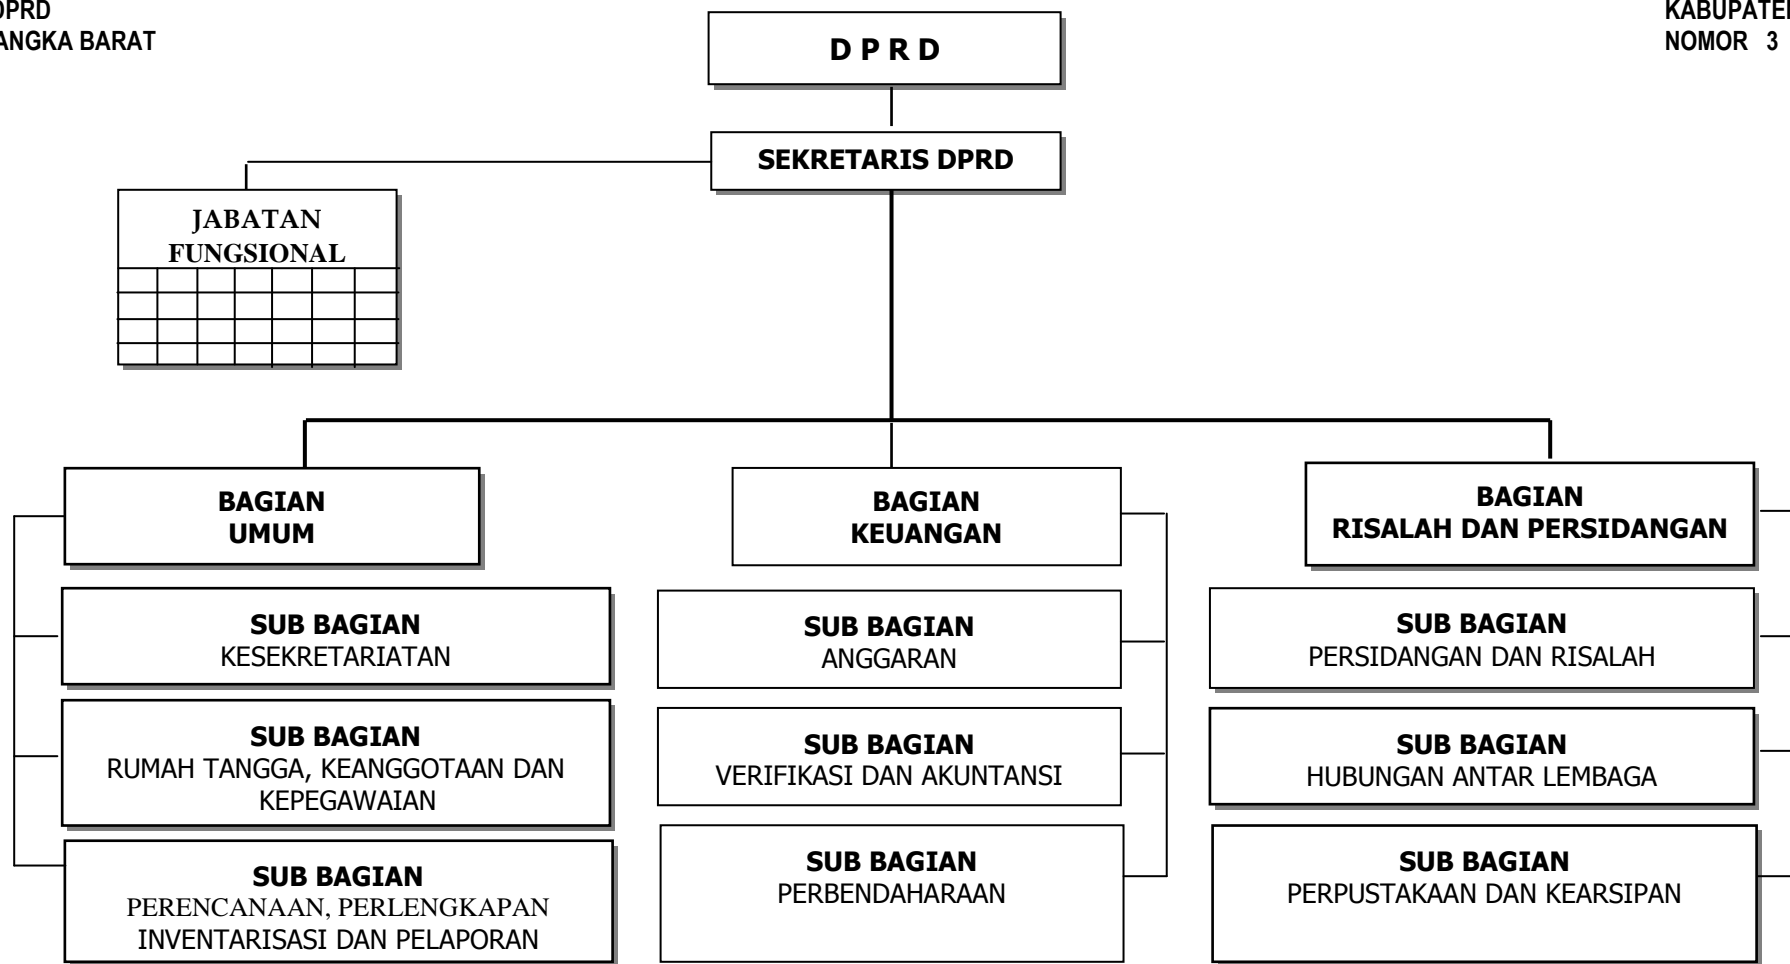 DPRD
ANGKA BARAT
KABUPATE
NOMOR 3
D P R D
SEKRETARIS DPRD
JABATAN
FUNGSIONAL
BAGIAN
UMUM
SUB BAGIAN
KESEKRETARIATAN
SUB BAGIAN
RUMAH TANGGA, KEANGGOTAAN DAN
KEPEGAWAIAN
SUB BAGIAN
PERENCANAAN, PERLENGKAPAN
INVENTARISASI DAN PELAPORAN
BAGIAN
KEUANGAN
SUB BAGIAN
ANGGARAN
SUB BAGIAN
VERIFIKASI DAN AKUNTANSI
SUB BAGIAN
PERBENDAHARAAN
BAGIAN
RISALAH DAN PERSIDANGAN
SUB BAGIAN
PERSIDANGAN DAN RISALAH
SUB BAGIAN
HUBUNGAN ANTAR LEMBAGA
SUB BAGIAN
PERPUSTAKAAN DAN KEARSIPAN